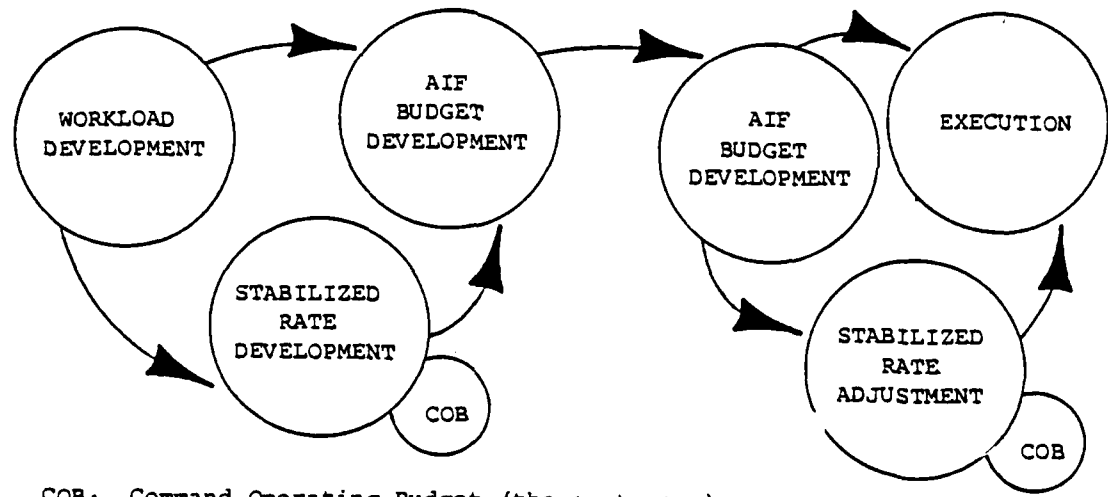 WORKLOAD
DEVELOPMENT
AIF
BUDGET
DEVELOPMENT
AIF
BUDGET
DEVELOPMENT
EXECUTION
STABILIZED
RATE
DEVELOPMENT
COB
STABILIZED
RATE
ADJUSTMENT
COB
COB: Command Operating Budget (the